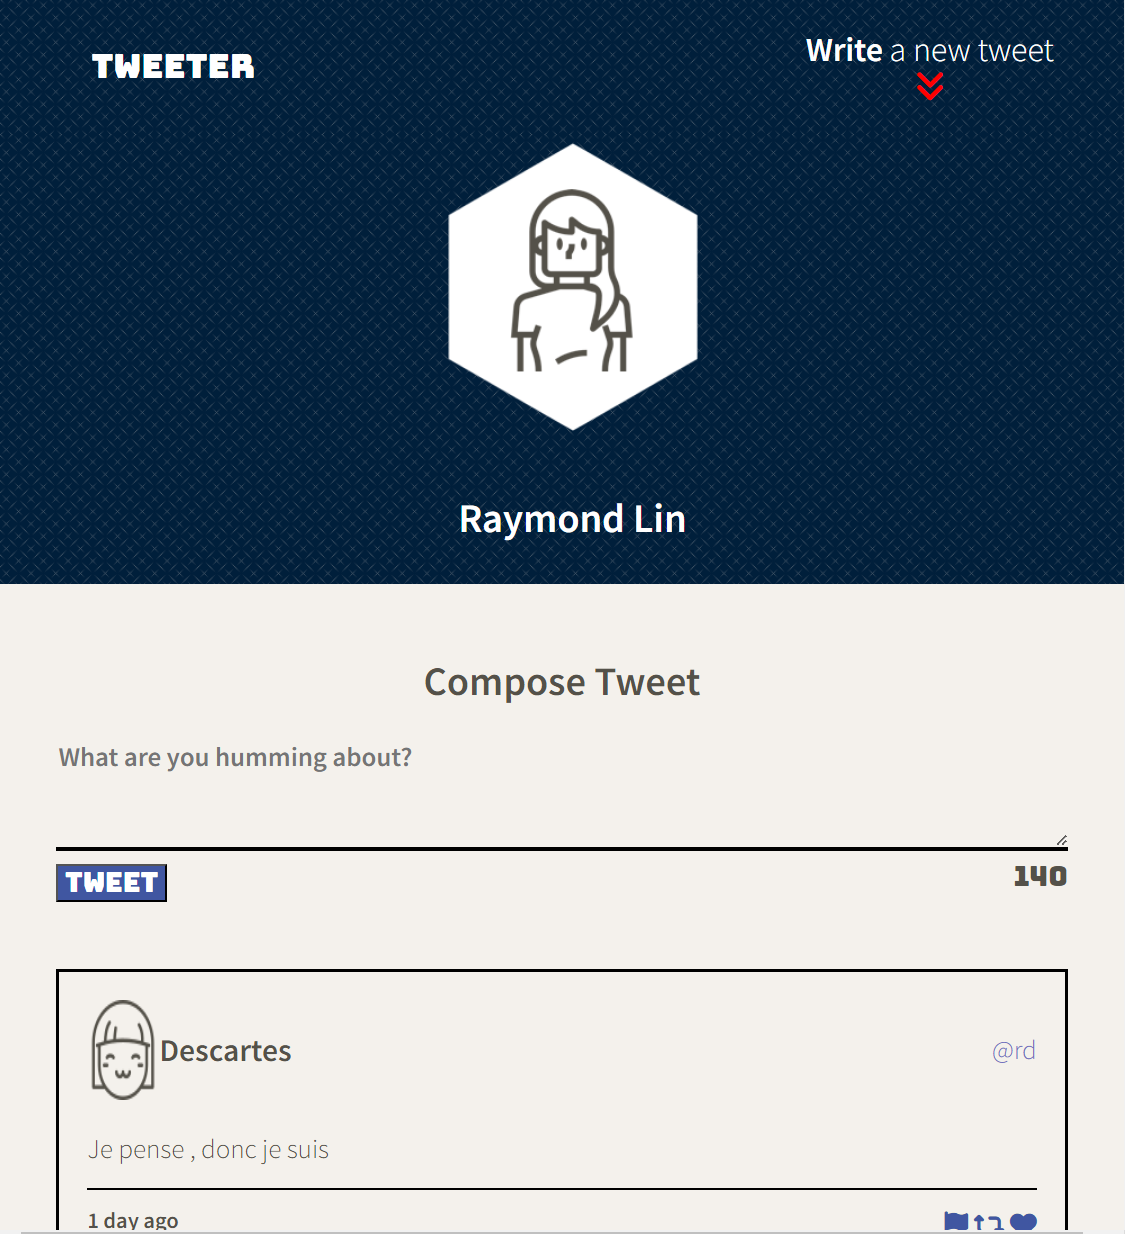 TWEETER
Write a new tweet
Raymond Lin
Compose Tweet
What are you humming about?
TWEET
140
Descartes
@rd
Je pense , donc je suis
1 day ago